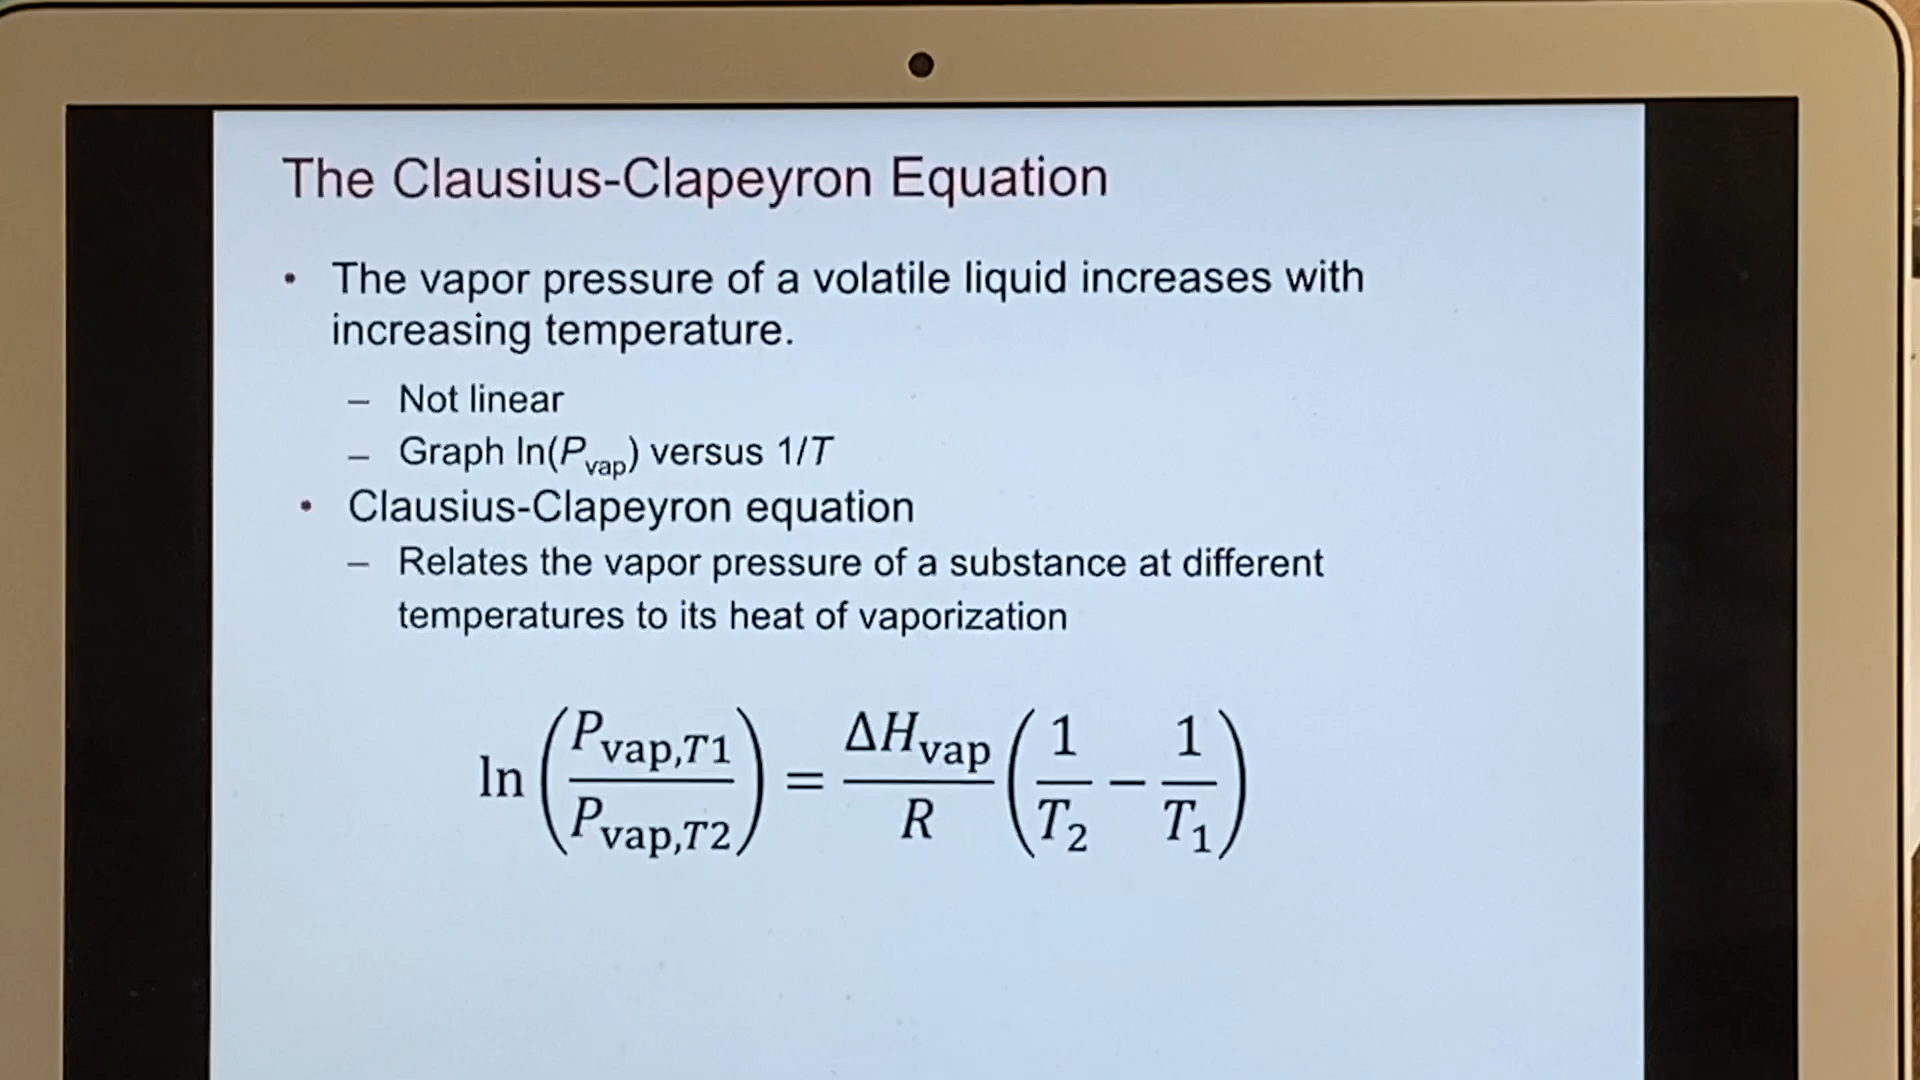 The Clausius-Clapeyron Equation
• The vapor pressure of a volatile liquid increases with
increasing temperature.
– Not linear
– Graph ln(Pvap) versus 1/T
• Clausius-Clapeyron equation
– Relates the vapor pressure of a substance at different
temperatures to its heat of vaporization
ln(Pvap,T1/Pvap,T2) = ΔHvap/R (1/T2 − 1/T1)